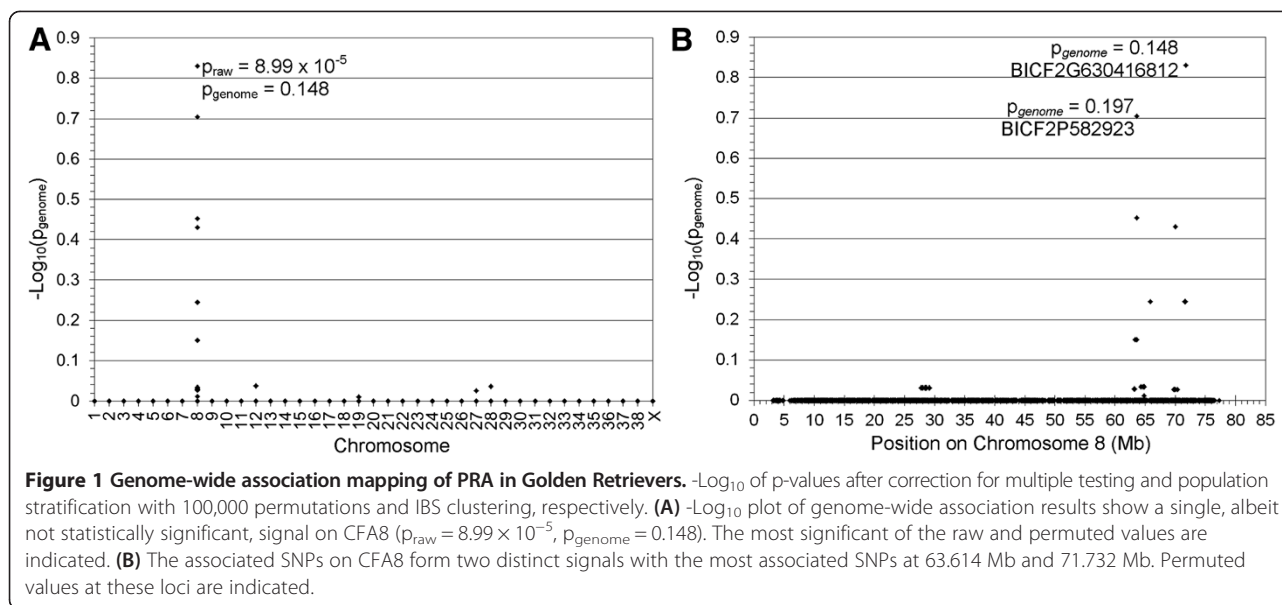 A
0.9
0.8
0.7
0.6
0.5
0.4
0.3
0.2
0.1
0
-Log10(pgenome)
praw = 8.99 x 10-5
pgenome = 0.148
1 2 3 4 5 6 7 8 9 10 11 12 13 14 15 16 17 18 19 20 21 22 23 24 25 26 27 28 29 30 31 32 33 34 35 36 37 38 X
Chromosome
B
0.9
0.8
0.7
0.6
0.5
0.4
0.3
0.2
0.1
0
-Log10(pgenome)
pgenome = 0.148
BICF2G630416812
pgenome = 0.197
BICF2P582923
0 5 10 15 20 25 30 35 40 45 50 55 60 65 70 75 80 85
Position on Chromosome 8 (Mb)
Figure 1 Genome-wide association mapping of PRA in Golden Retrievers. -Log10 of p-values after correction for multiple testing and population
stratification with 100,000 permutations and IBS clustering, respectively. (A) -Log10 plot of genome-wide association results show a single, albeit
not statistically significant, signal on CFA8 (praw = 8.99 × 10−5, pgenome = 0.148). The most significant of the raw and permuted values are
indicated. (B) The associated SNPs on CFA8 form two distinct signals with the most associated SNPs at 63.614 Mb and 71.732 Mb. Permuted
values at these loci are indicated.